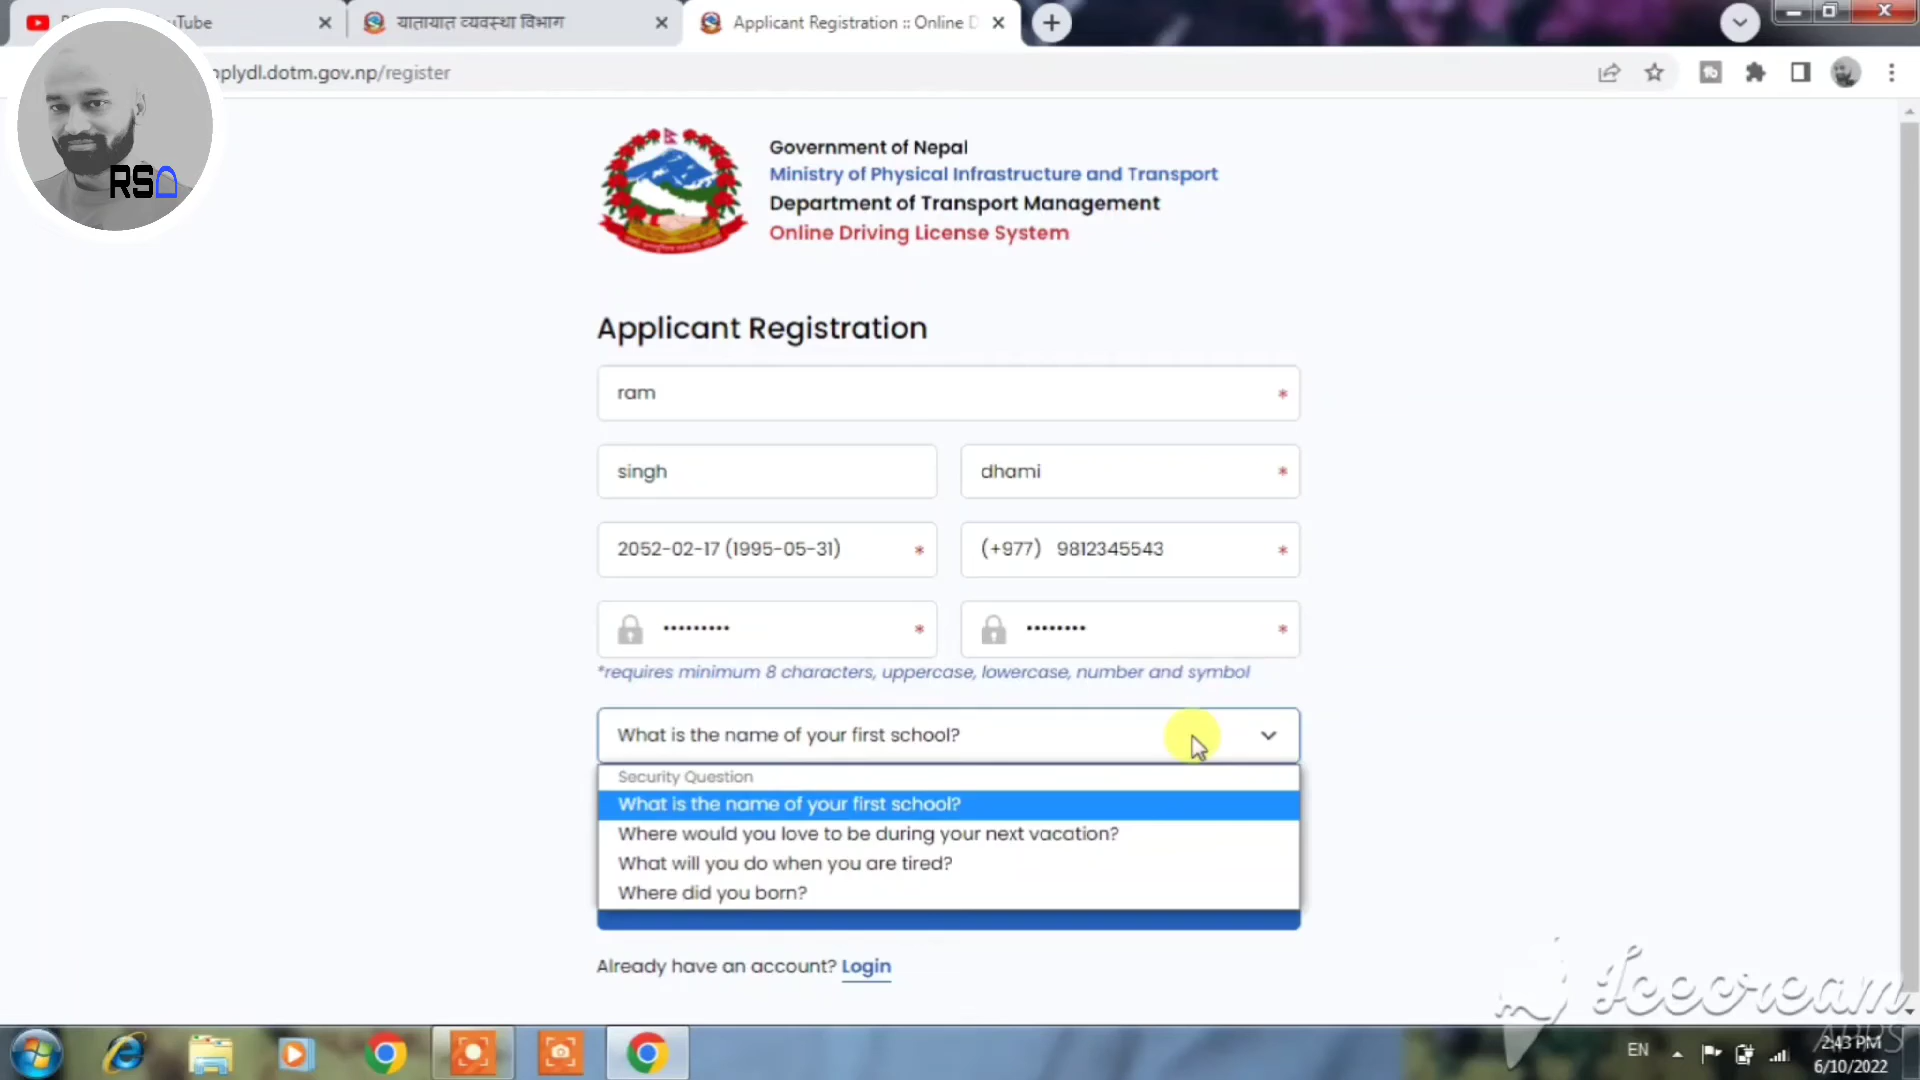 uTube
यातायात व्यवस्था विभाग
Applicant Registration :: Online D
plydl.dotm.gov.np/register
RSD
Government of Nepal
Ministry of Physical Infrastructure and Transport
Department of Transport Management
Online Driving License System
Applicant Registration
ram *
singh
dhami *
2052-02-17 (1995-05-31) *
(+977) 9812345543 *
••••••••• *
•••••••• *
*requires minimum 8 characters, uppercase, lowercase, number and symbol
What is the name of your first school?
Security Question
What is the name of your first school?
Where would you love to be during your next vacation?
What will you do when you are tired?
Where did you born?
Already have an account? Login
Icecream
APPS
EN
2:43 PM
6/10/2022